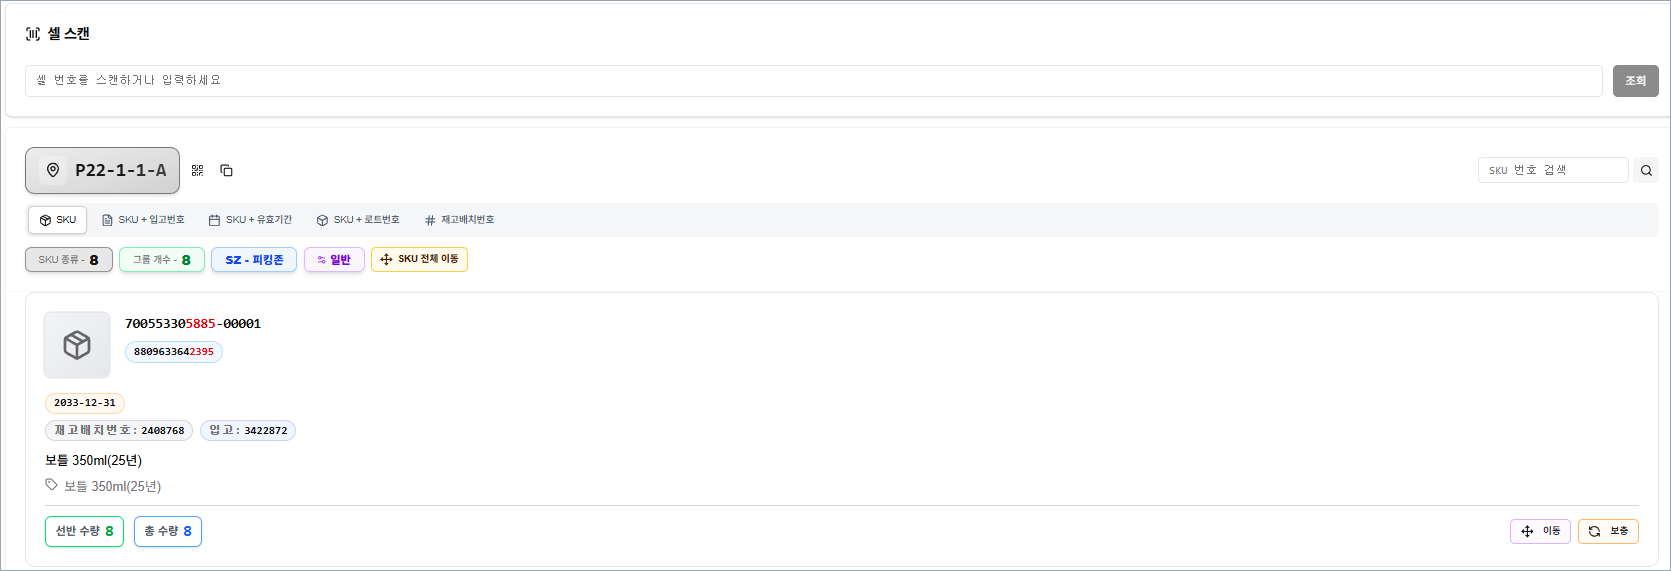 셀 스캔
셀 번호를 스캔하거나 입력하세요
조회
P22-1-1-A
SKU 번호 검색
SKU SKU + 입고번호 SKU + 유효기간 SKU + 로트번호 재고배치번호
SKU 종류 - 8 그룹 개수 - 8 SZ - 피킹존 일반 SKU 전체 이동
700553305885-00001
8809633642395
2033-12-31
재고배치번호: 2408768 입고: 3422872
보틀 350ml(25년)
보틀 350ml(25년)
선반 수량 8 총 수량 8 이동 보충